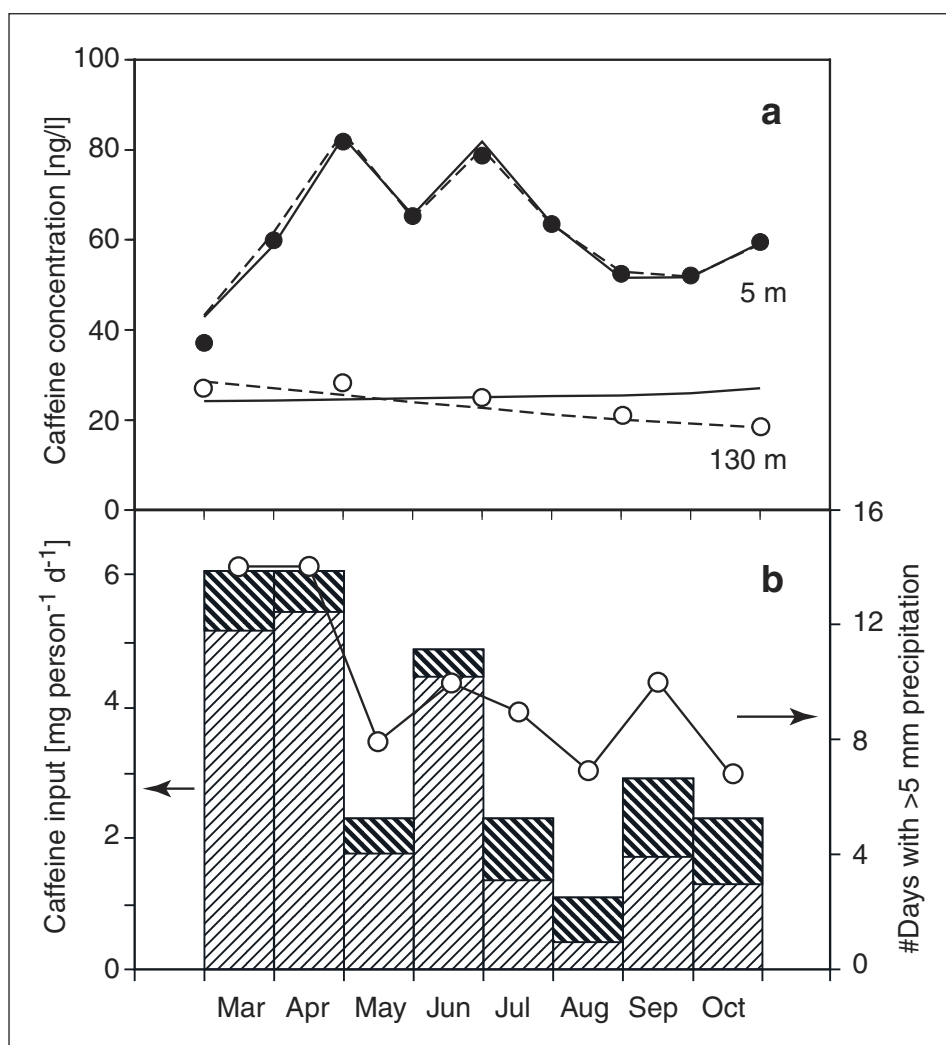 a
100
80
60
40
20
0
Caffeine concentration [ng/l]
5 m
130 m
b
6
4
2
0
Caffeine input [mg person-1 d-1]
16
12
8
4
0
#Days with >5 mm precipitation
Mar Apr May Jun Jul Aug Sep Oct